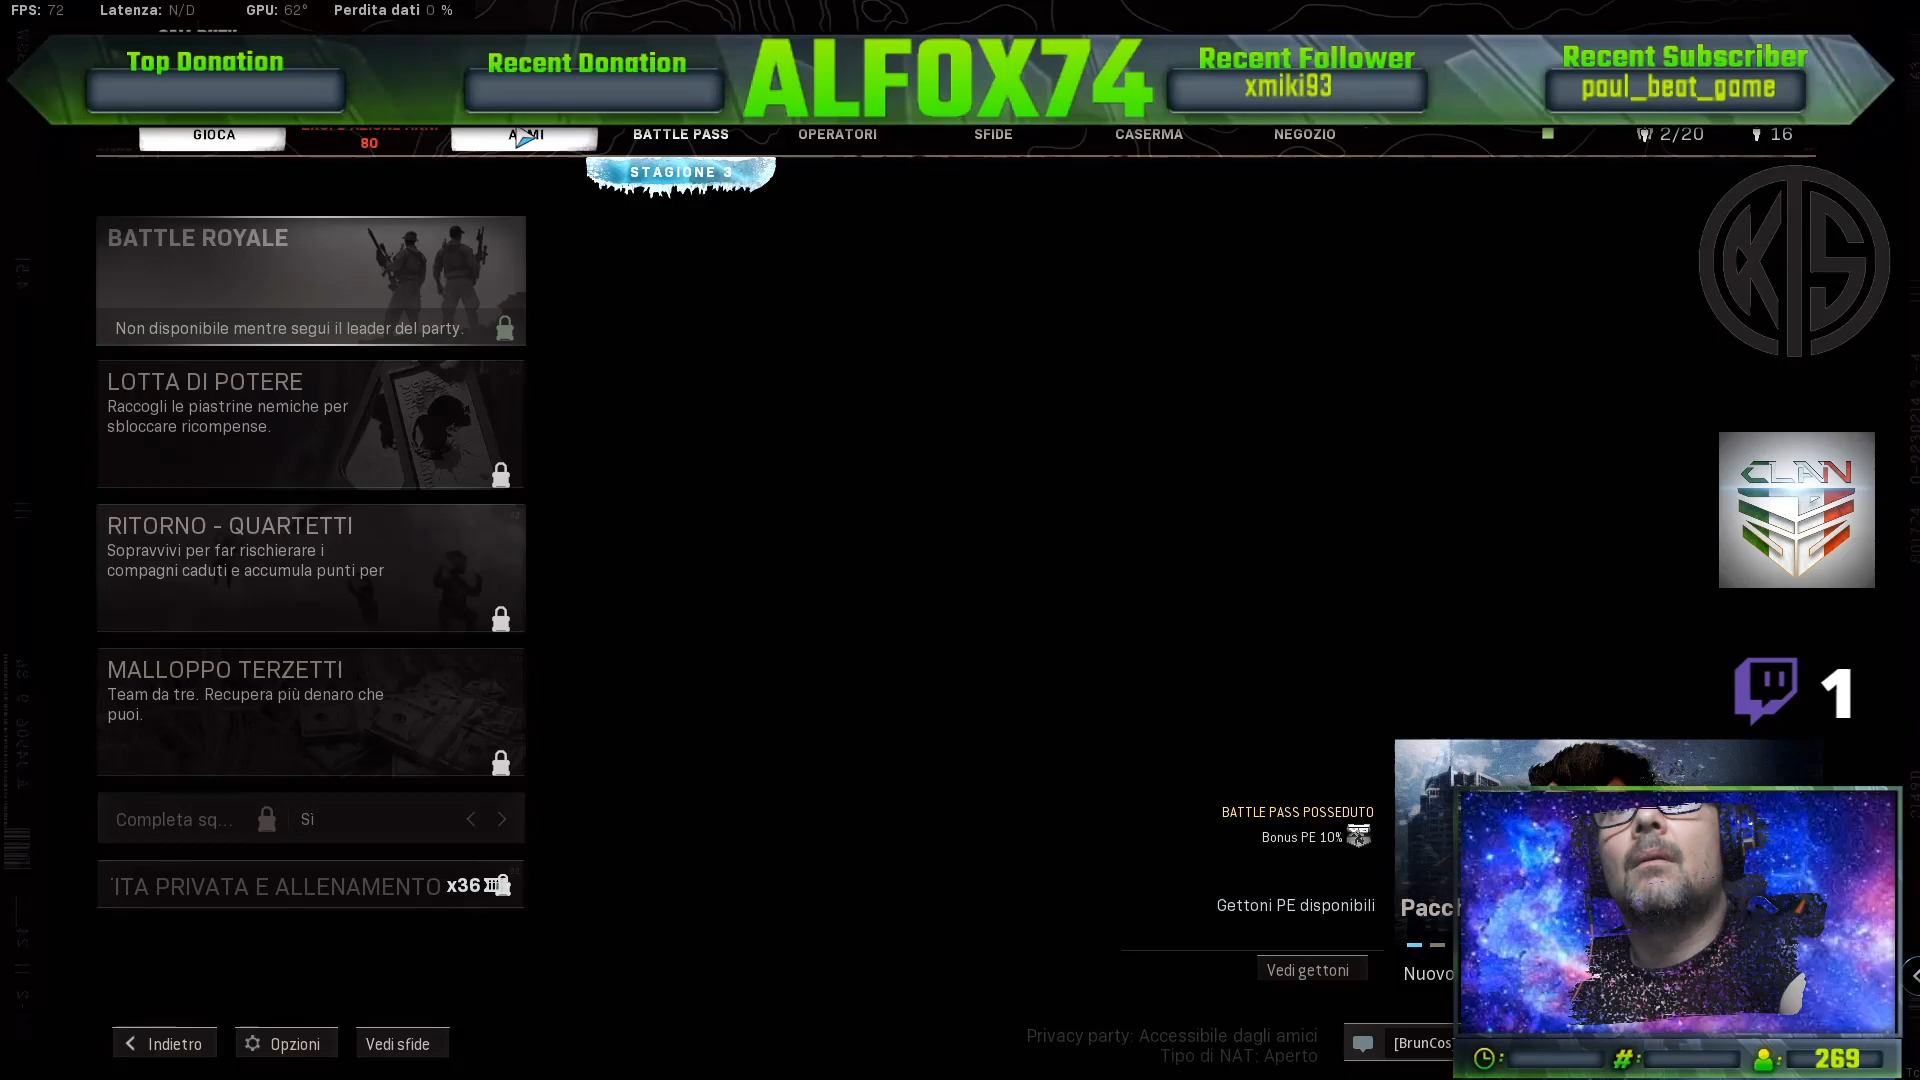 FPS: 72 Latenza: N/D GPU: 62° Perdita dati 0 %
Top Donation
Recent Donation
ALFOX74
Recent Follower
xmiki93
Recent Subscriber
paul_beat_game
GIOCA
80
BATTLE PASS
OPERATORI
SFIDE
CASERMA
NEGOZIO
2/20
16
STAGIONE 3
BATTLE ROYALE
Non disponibile mentre segui il leader del party.
LOTTA DI POTERE
Raccogli le piastrine nemiche per
sbloccare ricompense.
RITORNO - QUARTETTI
Sopravvivi per far rischierare i
compagni caduti e accumula punti per
MALLOPPO TERZETTI
Team da tre. Recupera più denaro che
puoi.
Completa sq... Sì
ITA PRIVATA E ALLENAMENTO x36
KTS
CLAN
1
BATTLE PASS POSSEDUTO
Bonus PE 10%
Gettoni PE disponibili
Vedi gettoni
Pacch
Nuovo
Indietro
Opzioni
Vedi sfide
Privacy party: Accessibile dagli amici
Tipo di NAT: Aperto
[BrunCos
#:
269